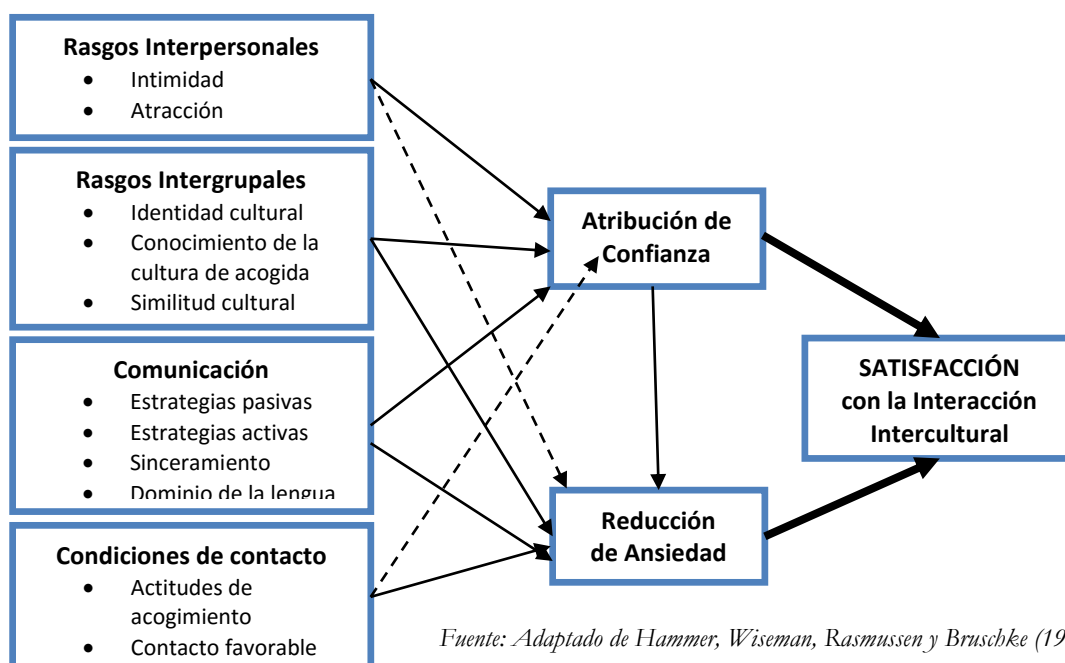 Rasgos Interpersonales
• Intimidad
• Atracción
Rasgos Intergrupales
• Identidad cultural
• Conocimiento de la
cultura de acogida
• Similitud cultural
Comunicación
• Estrategias pasivas
• Estrategias activas
• Sinceramiento
• Dominio de la lengua
Condiciones de contacto
• Actitudes de
acogimiento
• Contacto favorable
Atribución de
Confianza
Reducción
de Ansiedad
SATISFACCIÓN
con la Interacción
Intercultural
Fuente: Adaptado de Hammer, Wiseman, Rasmussen y Bruschke (19